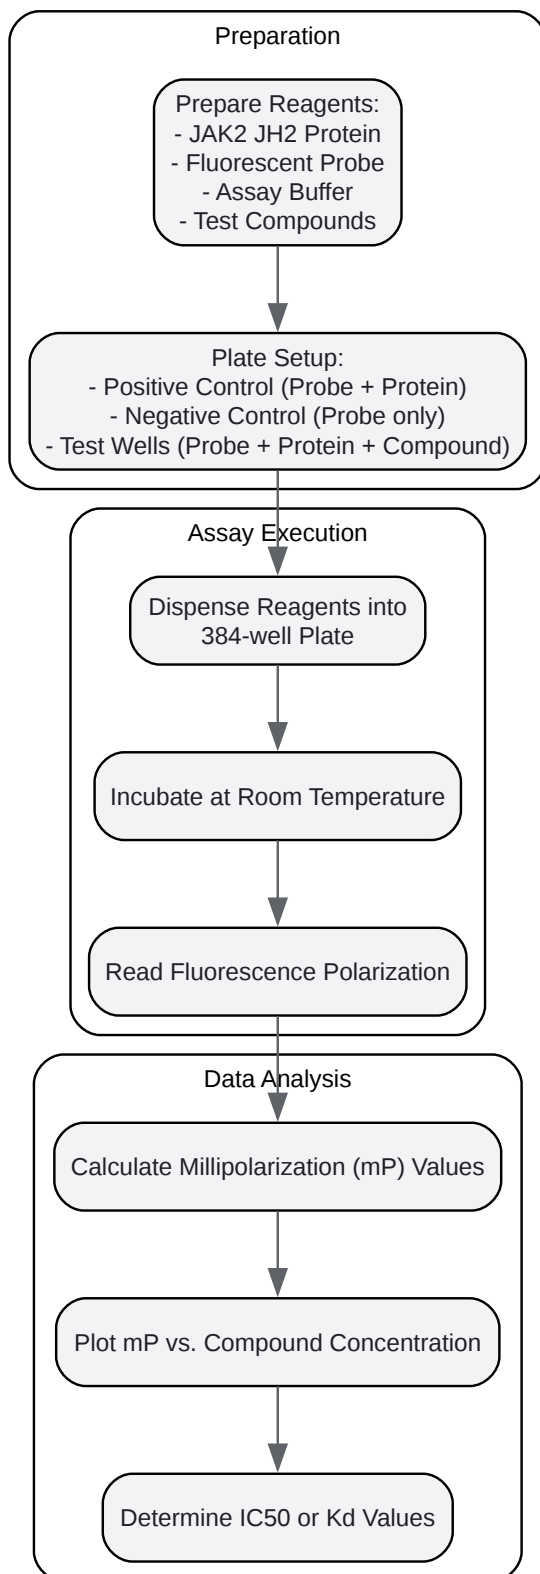 Preparation
Prepare Reagents:
- JAK2 JH2 Protein
- Fluorescent Probe
- Assay Buffer
- Test Compounds
Plate Setup:
- Positive Control (Probe + Protein)
- Negative Control (Probe only)
- Test Wells (Probe + Protein + Compound)
Assay Execution
Dispense Reagents into
384-well Plate
Incubate at Room Temperature
Read Fluorescence Polarization
Data Analysis
Calculate Millipolarization (mP) Values
Plot mP vs. Compound Concentration
Determine IC50 or Kd Values